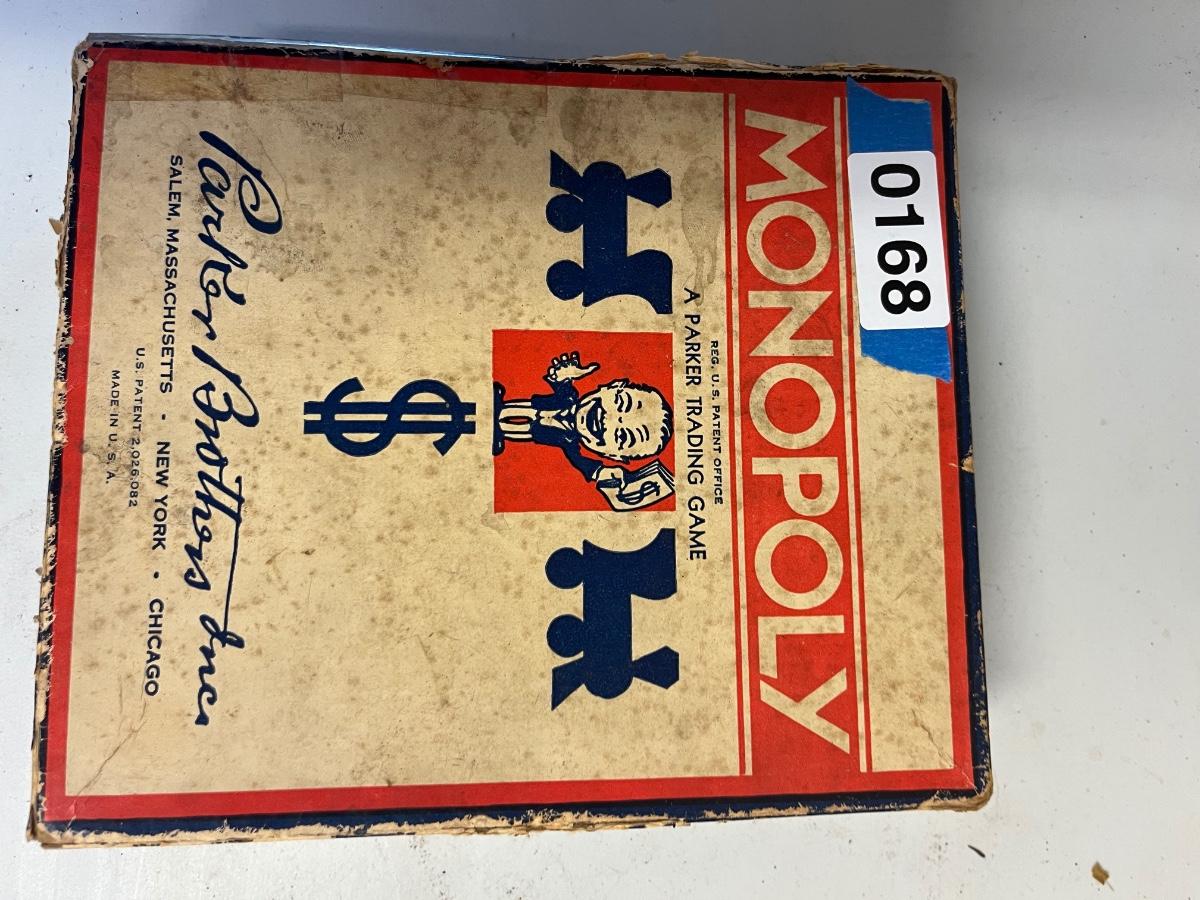 0168
MONOPOLY
REG. U.S. PATENT OFFICE
A PARKER TRADING GAME
$
$
Parker Brothers Inc.
SALEM, MASSACHUSETTS · NEW YORK · CHICAGO
U.S. PATENT 2,026,082
MADE IN U.S.A.